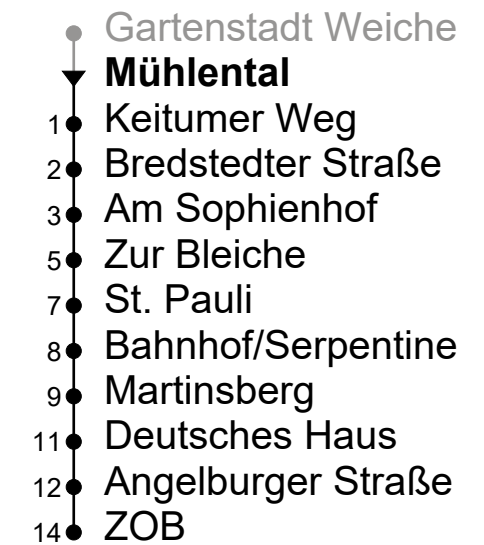 Gartenstadt Weiche
Mühlental
1 Keitumer Weg
2 Bredstedter Straße
3 Am Sophienhof
5 Zur Bleiche
7 St. Pauli
8 Bahnhof/Serpentine
9 Martinsberg
11 Deutsches Haus
12 Angelburger Straße
14 ZOB